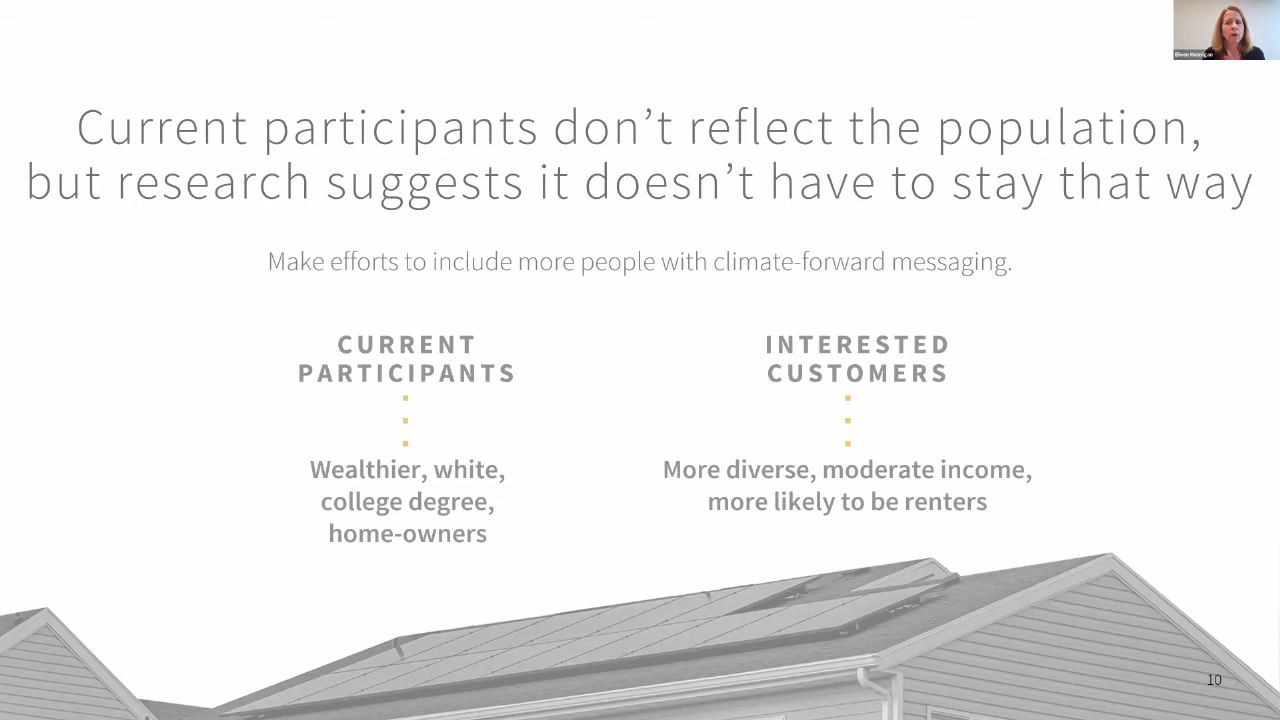 Eileen Hannigan
Current participants don't reflect the population,
but research suggests it doesn't have to stay that way
Make efforts to include more people with climate-forward messaging.
CURRENT
PARTICIPANTS
INTERESTED
CUSTOMERS
Wealthier, white,
college degree,
home-owners
More diverse, moderate income,
more likely to be renters
10